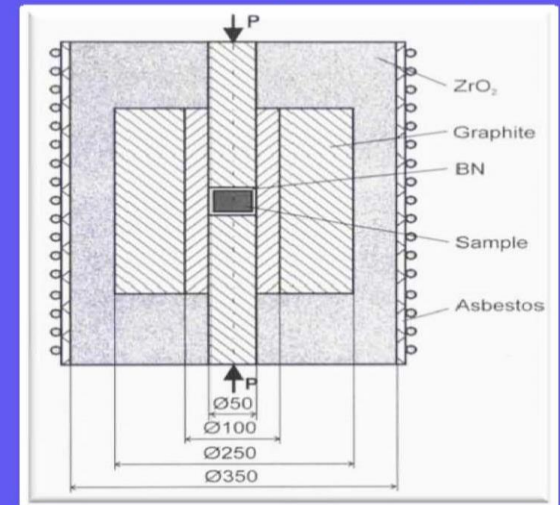 P
ZrO₂
Graphite
BN
Sample
Asbestos
P
Ø50
Ø100
Ø250
Ø350